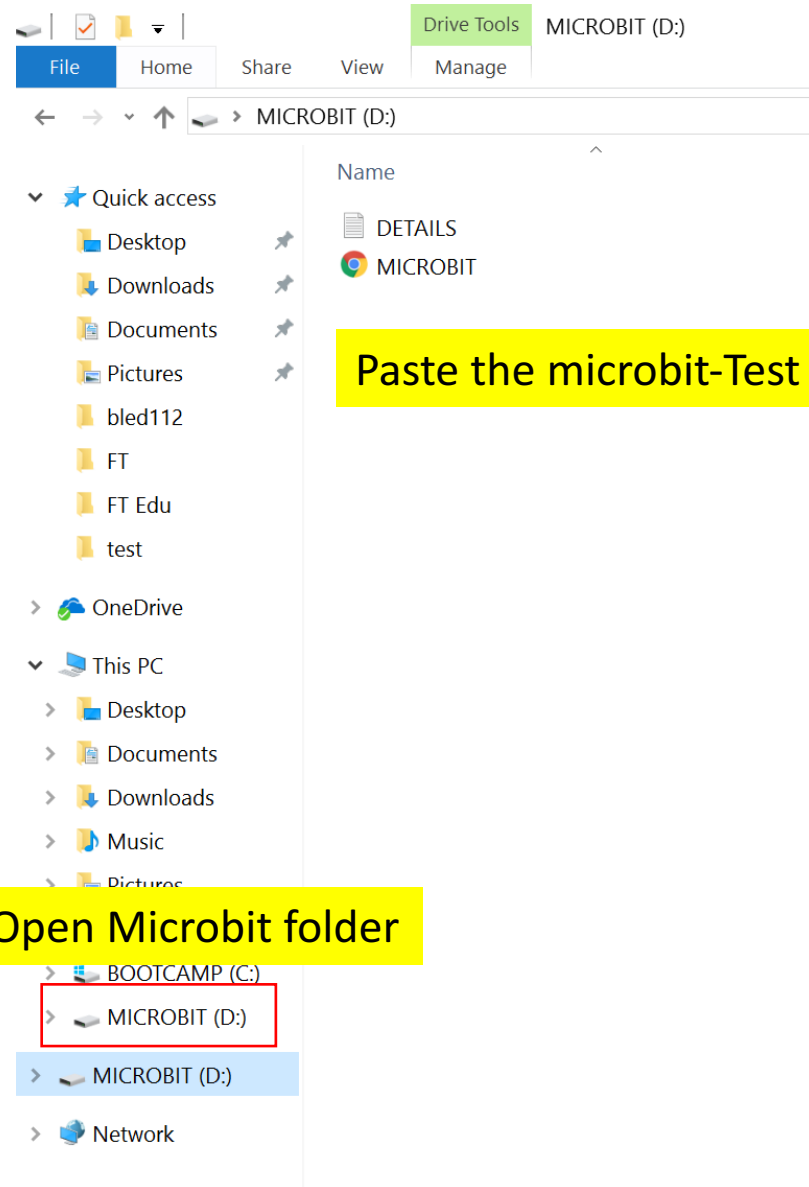 Drive Tools MICROBIT (D:)
File Home Share View Manage
MICROBIT (D:)
Name
Quick access
Desktop
Downloads
Documents
Pictures
bled112
FT
FT Edu
test
DETAILS
MICROBIT
Paste the microbit-Test
OneDrive
This PC
Desktop
Documents
Downloads
Music
Pictures
Open Microbit folder
BOOTCAMP (C:)
MICROBIT (D:)
MICROBIT (D:)
Network